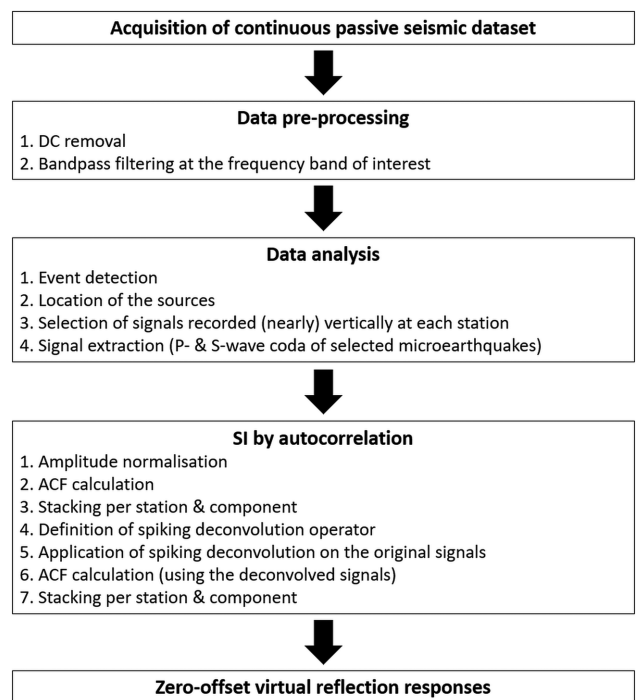 Acquisition of continuous passive seismic dataset
Data pre-processing
1. DC removal
2. Bandpass filtering at the frequency band of interest
Data analysis
1. Event detection
2. Location of the sources
3. Selection of signals recorded (nearly) vertically at each station
4. Signal extraction (P- & S-wave coda of selected microearthquakes)
SI by autocorrelation
1. Amplitude normalisation
2. ACF calculation
3. Stacking per station & component
4. Definition of spiking deconvolution operator
5. Application of spiking deconvolution on the original signals
6. ACF calculation (using the deconvolved signals)
7. Stacking per station & component
Zero-offset virtual reflection responses